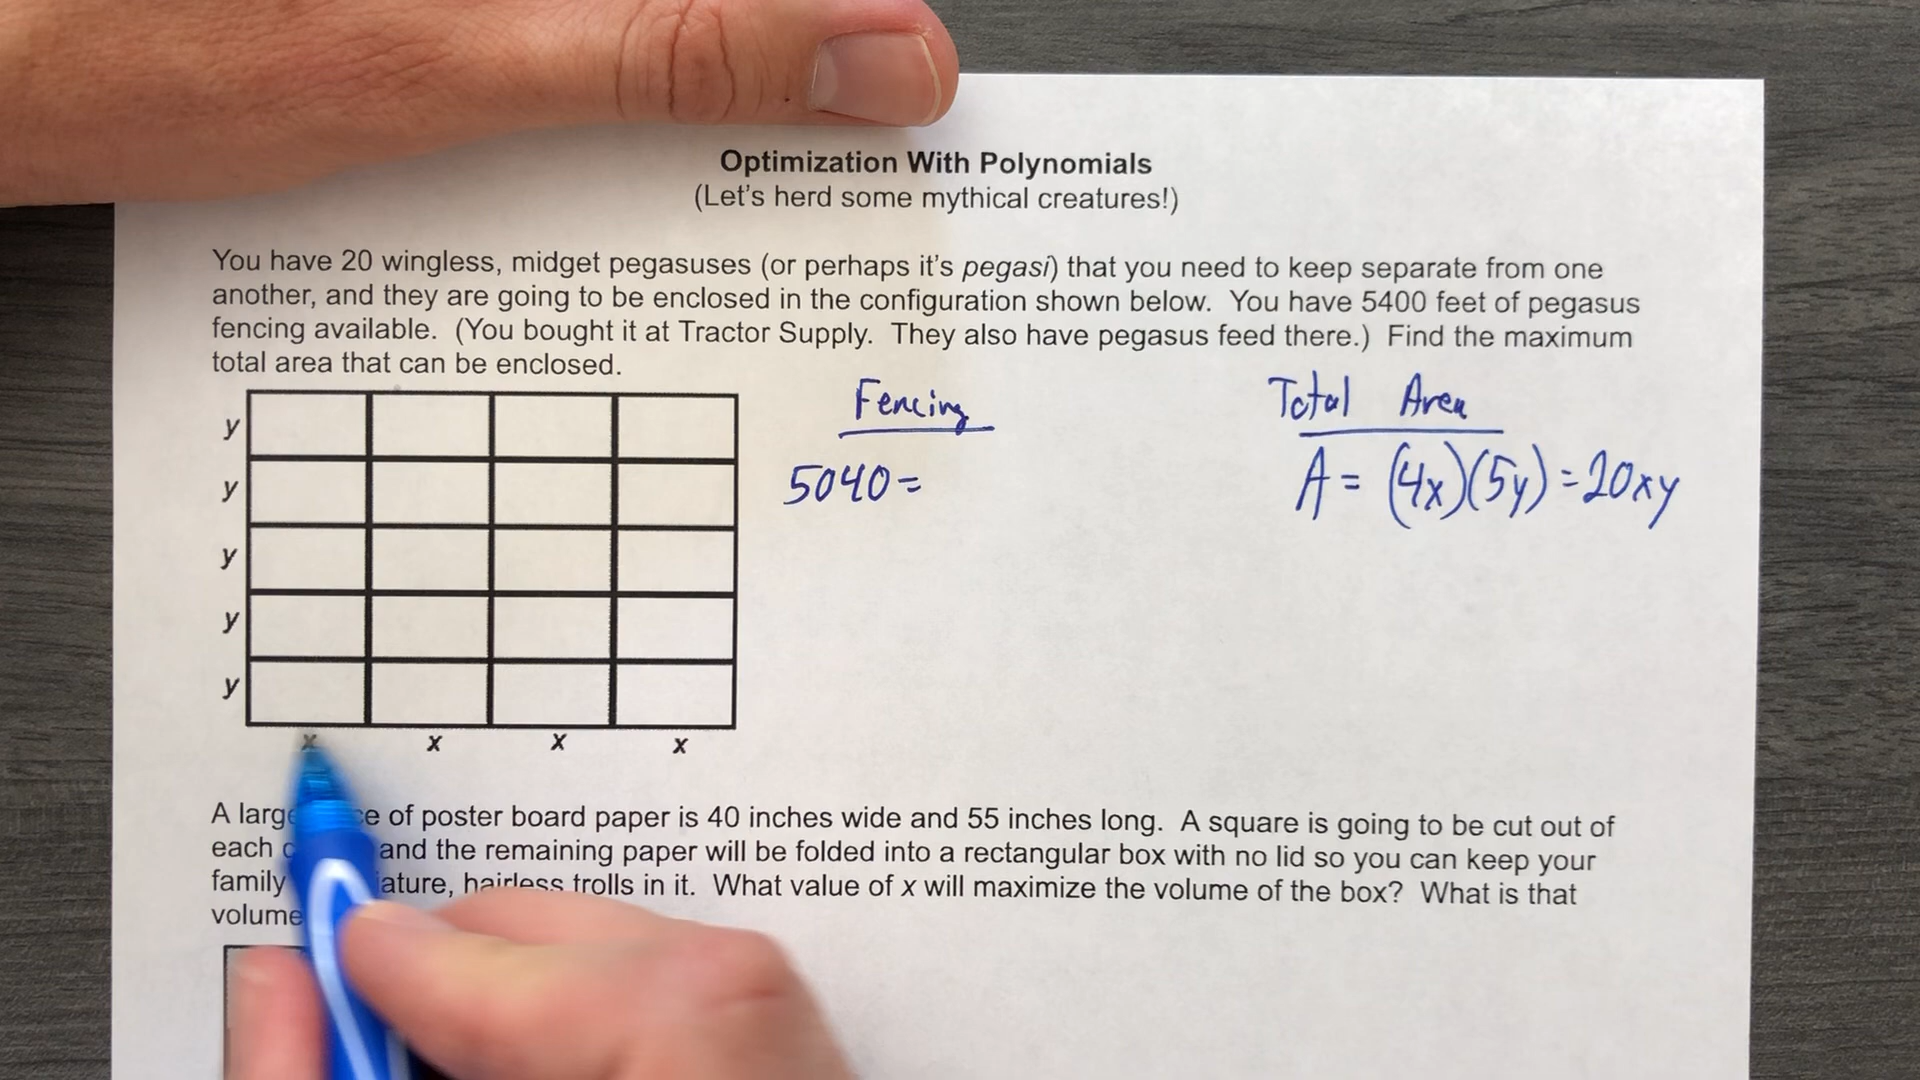 Optimization With Polynomials
(Let's herd some mythical creatures!)
You have 20 wingless, midget pegasuses (or perhaps it's pegasi) that you need to keep separate from one
another, and they are going to be enclosed in the configuration shown below. You have 5400 feet of pegasus
fencing available. (You bought it at Tractor Supply. They also have pegasus feed there.) Find the maximum
total area that can be enclosed.
Fencing
5040=
Total Area
A = (4x)(5y) = 20xy
y
y
y
y
y
x x x x
A of poster board paper is 40 inches wide and 55 inches long. A square is going to be cut out of
each and the remaining paper will be folded into a rectangular box with no lid so you can keep your
family hairless trolls in it. What value of x will maximize the volume of the box? What is that
volume